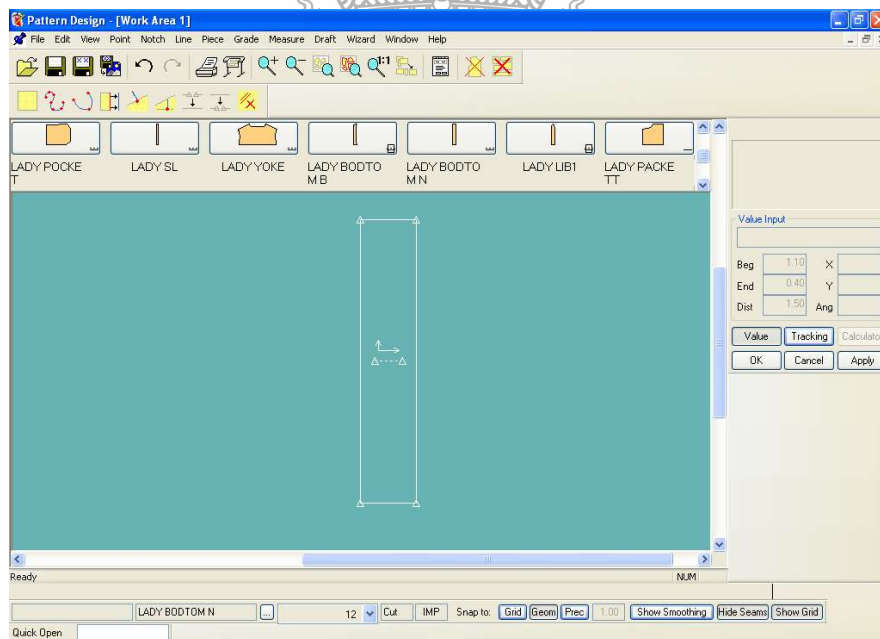 Pattern Design - [Work Area 1]
File Edit View Point Notch Line Piece Grade Measure Draft Wizard Window Help
1:1
LADY POCKE
T
LADY SL
LADY YOKE
LADY BODTO
M B
LADY BODTO
M N
LADY LIB1
LADY PACKE
TT
Value Input
Beg 1.10 X
End 0.40 Y
Dist 1.50 Ang
Value Tracking Calculato
OK Cancel Apply
Ready NUM
LADY BODTOM N ... 12 Cut IMP Snap to: Grid Geom Prec 1.00 Show Smoothing Hide Seams Show Grid
Quick Open